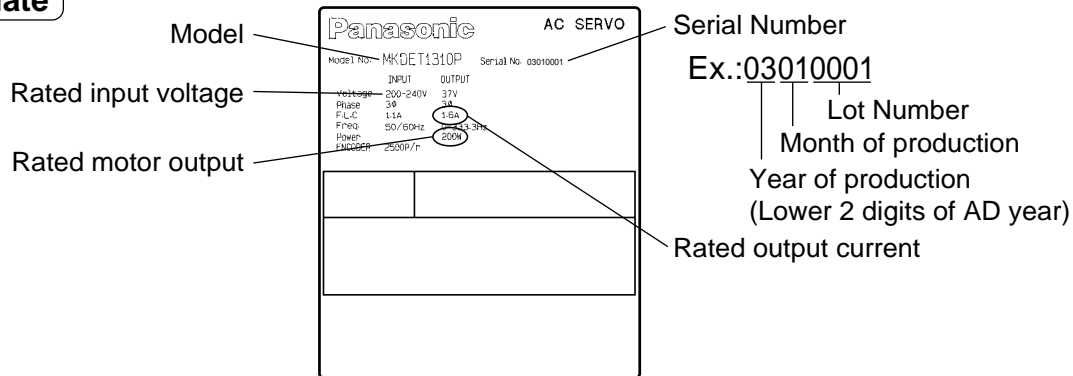 Panasonic AC SERVO
Model No. MKDET1310P Serial No. 03010001
INPUT OUTPUT
Voltage 200-240V 37V
Phase 3Ø 3Ø
F.L.C 1.1A 1.6A
Freq. 50/60Hz 0~333.3Hz
Power 200W
ENCODER 2500P/r
Model
Rated input voltage
Rated motor output
Serial Number
Ex.:03010001
Lot Number
Month of production
Year of production
(Lower 2 digits of AD year)
Rated output current